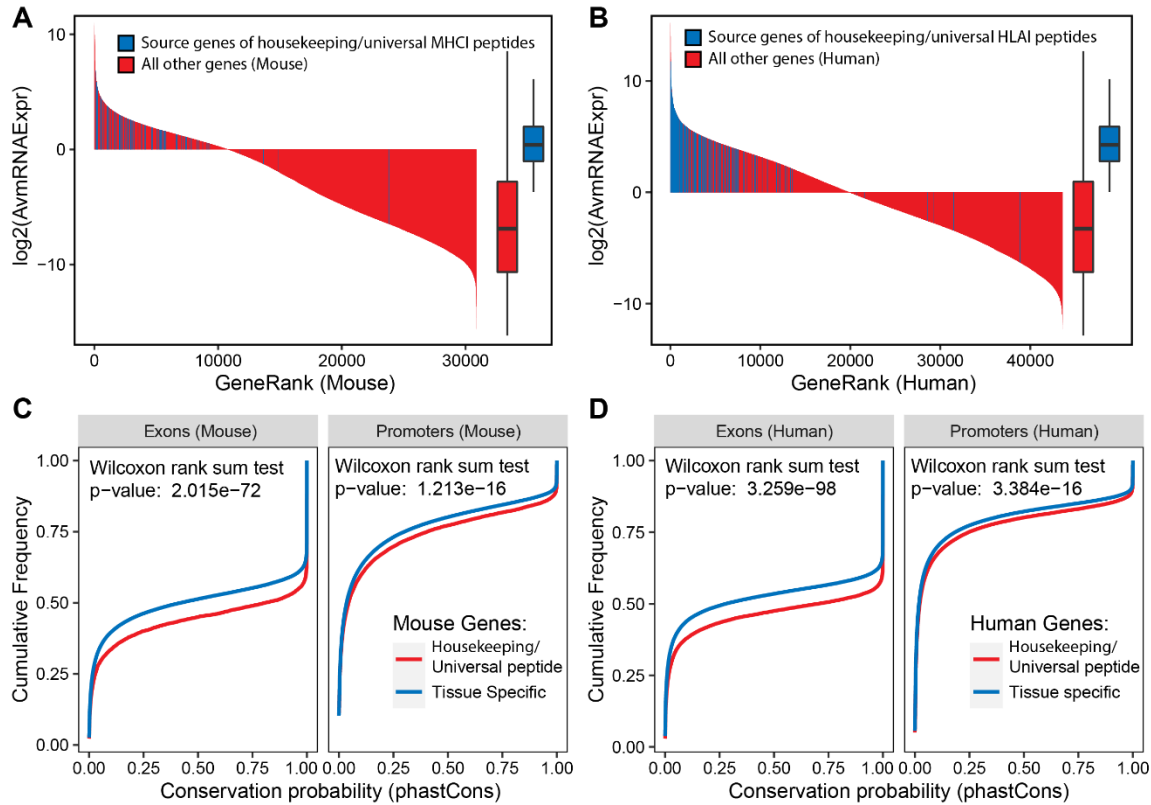 A
Source genes of housekeeping/universal MHCI peptides
All other genes (Mouse)
log2(AvmRNAExpr)
10
0
−10
0
10000
20000
30000
GeneRank (Mouse)
B
Source genes of housekeeping/universal HLAI peptides
All other genes (Human)
log2(AvmRNAExpr)
10
0
−10
0
10000
20000
30000
40000
GeneRank (Human)
C
Exons (Mouse)
Promoters (Mouse)
Wilcoxon rank sum test
p−value: 2.015e−72
Wilcoxon rank sum test
p−value: 1.213e−16
Cumulative Frequency
1.00
0.75
0.50
0.25
0.00
Mouse Genes:
Housekeeping/
Universal peptide
Tissue Specific
0.00
0.25
0.50
0.75
1.00
0.00
0.25
0.50
0.75
1.00
Conservation probability (phastCons)
D
Exons (Human)
Promoters (Human)
Wilcoxon rank sum test
p−value: 3.259e−98
Wilcoxon rank sum test
p−value: 3.384e−16
Cumulative Frequency
1.00
0.75
0.50
0.25
0.00
Human Genes:
Housekeeping/
Universal peptide
Tissue specific
0.00
0.25
0.50
0.75
1.00
0.00
0.25
0.50
0.75
1.00
Conservation probability (phastCons)